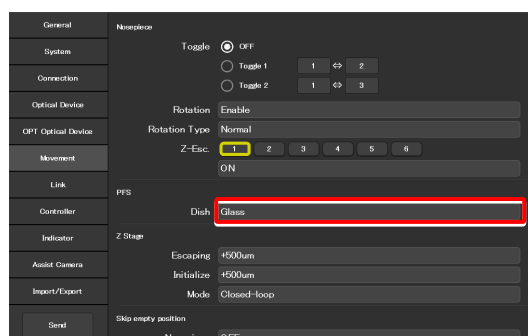 General
System
Connection
Optical Device
OPT Optical Device
Movement
Link
Controller
Indicator
Assist Camera
Import/Export
Send
Nosepiece
Toggle OFF
Toggle 1 1 ⇔ 2
Toggle 2 1 ⇔ 3
Rotation Enable
Rotation Type Normal
Z-Esc. 1 2 3 4 5 6
ON
PFS
Dish Glass
Z Stage
Escaping +500um
Initialize +500um
Mode Closed-loop
Skip empty position
OFF